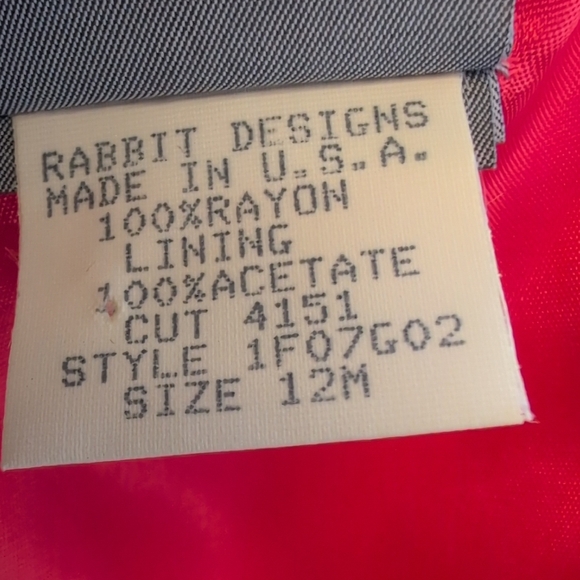 RABBIT DESIGNS
MADE IN U.S.A.
100%RAYON
LINING
100%ACETATE
CUT 4151
STYLE 1F07G02
SIZE 12M